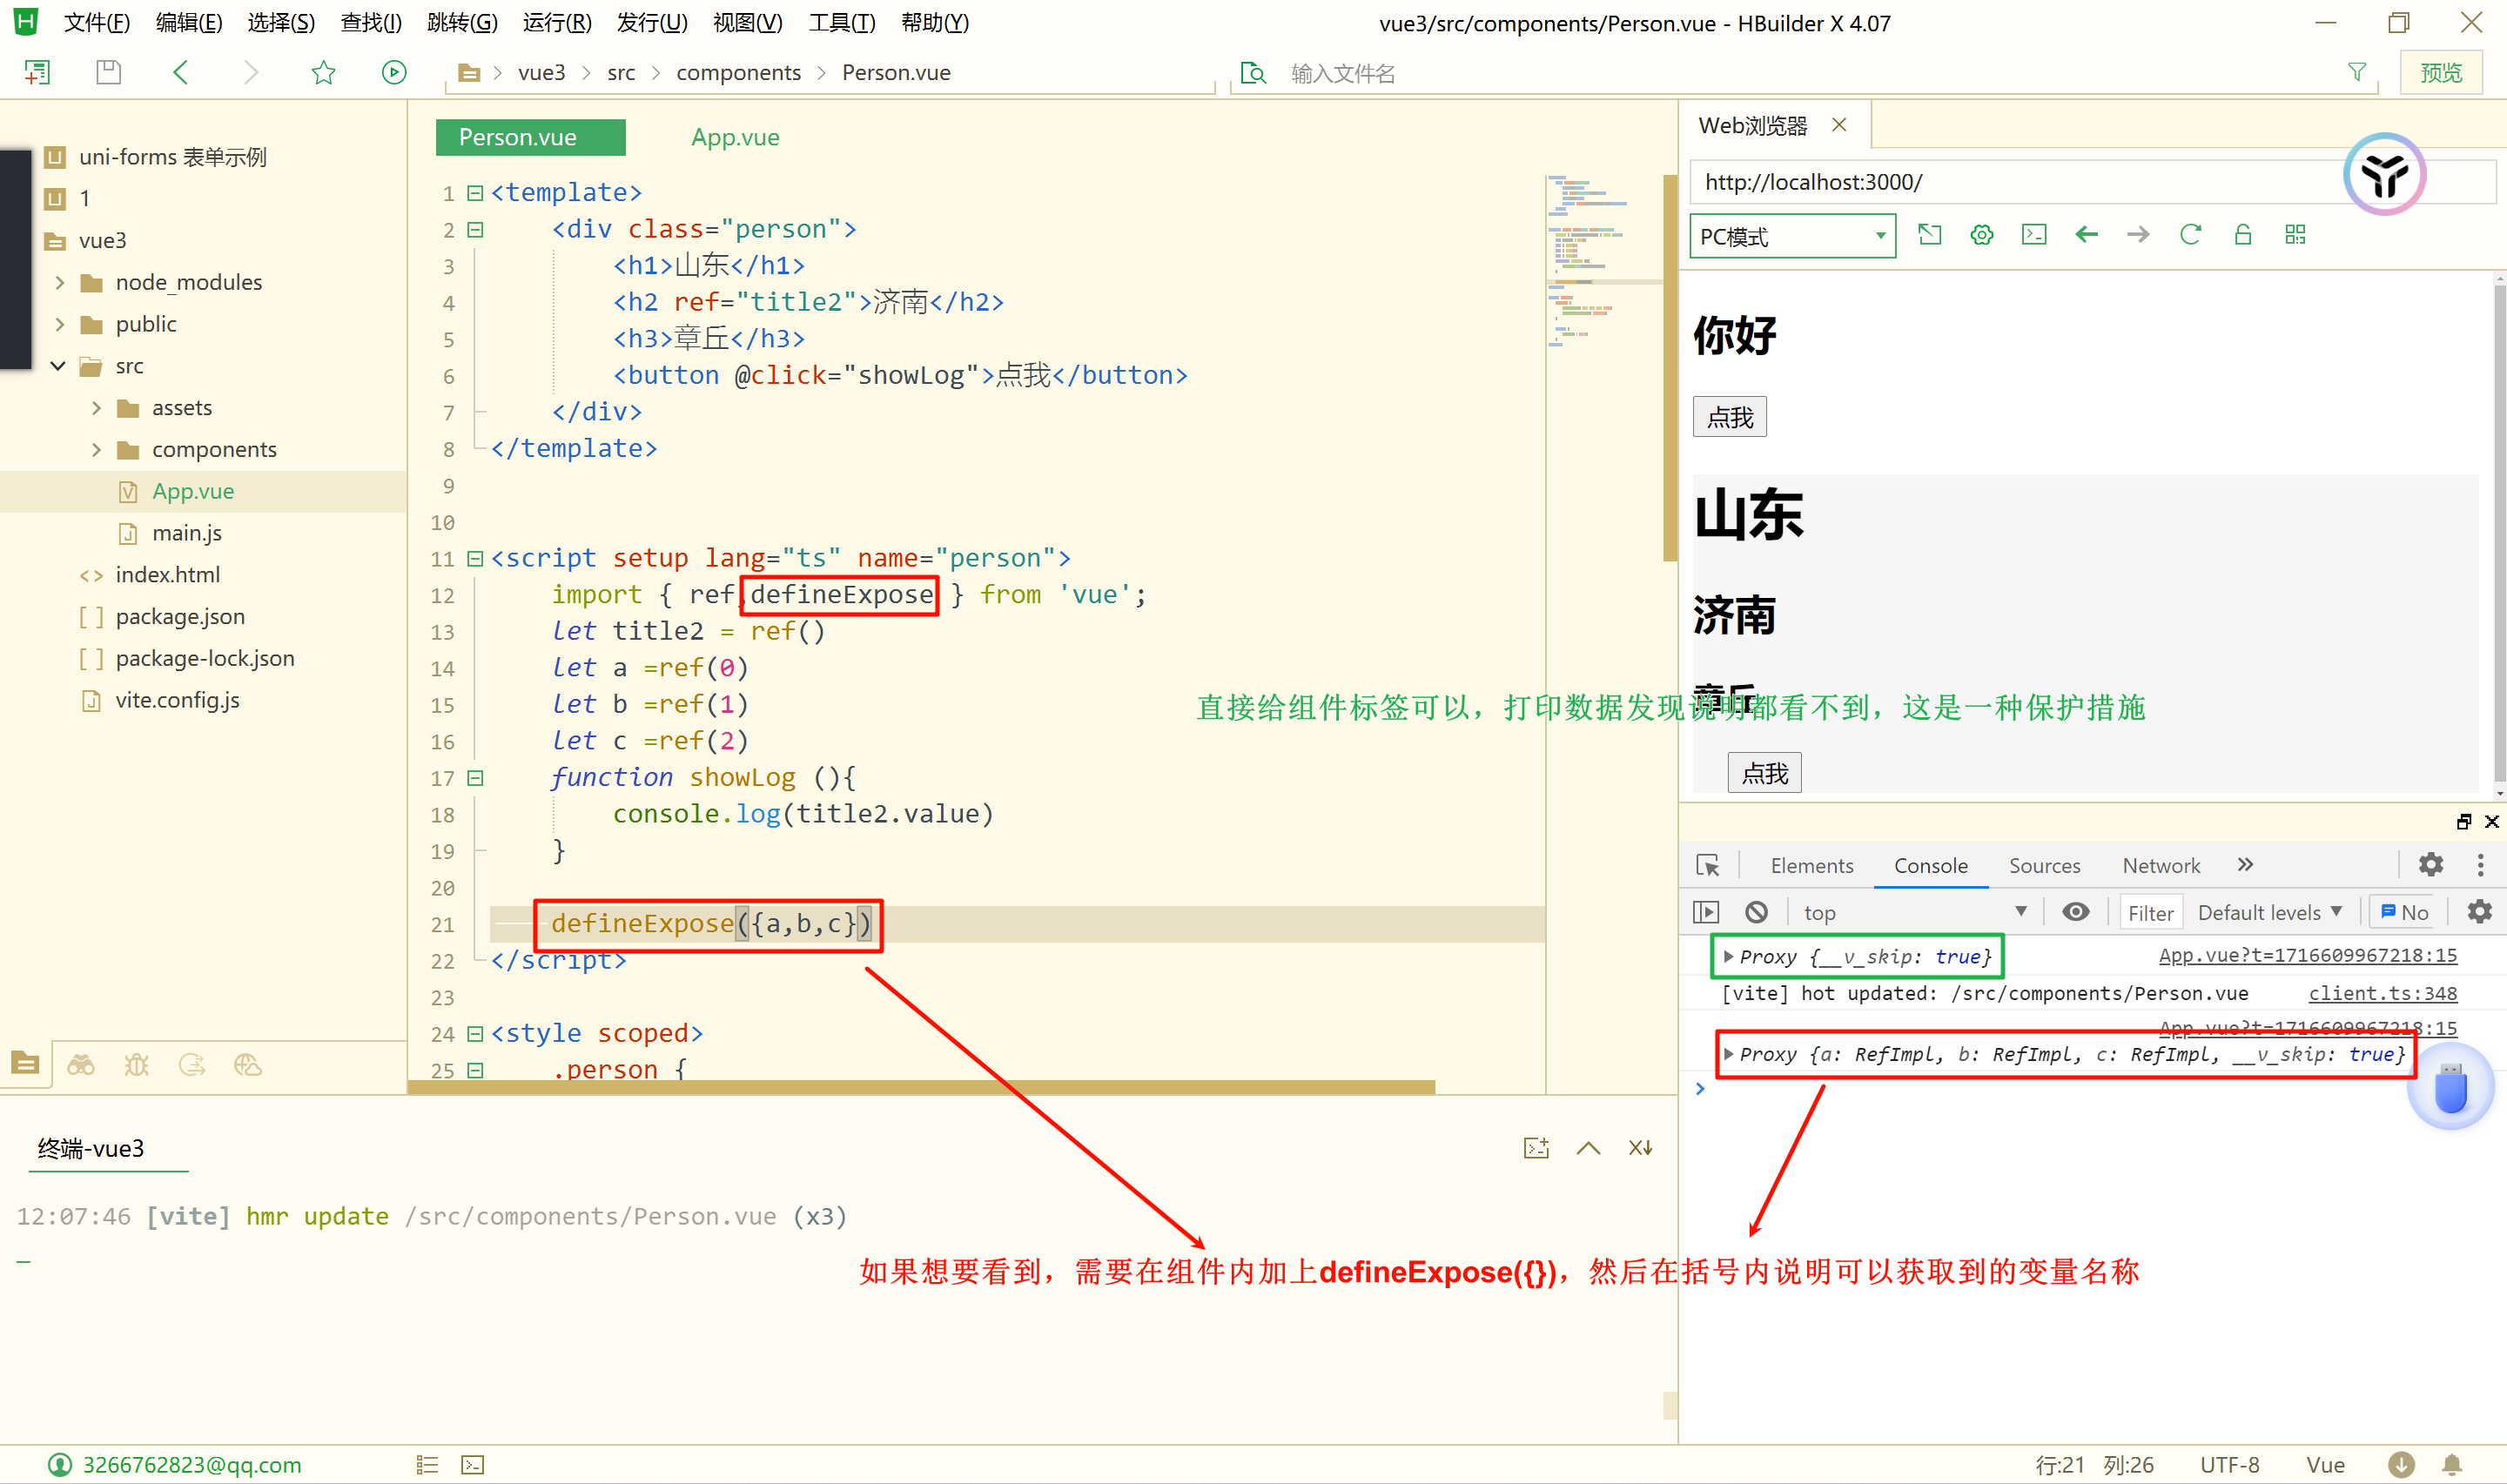 文件(F) 编辑(E) 选择(S) 查找(I) 跳转(G) 运行(R) 发行(U) 视图(V) 工具(T) 帮助(Y)
vue3/src/components/Person.vue - HBuilder X 4.07
vue3 src components Person.vue
输入文件名
预览
uni-forms 表单示例
1
vue3
node_modules
public
src
assets
components
App.vue
main.js
index.html
package.json
package-lock.json
vite.config.js
Person.vue App.vue
1 <template>
2 <div class="person">
3 <h1>山东</h1>
4 <h2 ref="title2">济南</h2>
5 <h3>章丘</h3>
6 <button @click="showLog">点我</button>
7 </div>
8 </template>
9
10
11 <script setup lang="ts" name="person">
12 import { ref,defineExpose } from 'vue';
13 let title2 = ref()
14 let a =ref(0)
15 let b =ref(1)
16 let c =ref(2)
17 function showLog (){
18 console.log(title2.value)
19 }
20
21 defineExpose({a,b,c})
22 </script>
23
24 <style scoped>
25 .person {
直接给组件标签可以，打印数据发现说明都看不到，这是一种保护措施
Web浏览器
http://localhost:3000/
PC模式
你好
点我
山东
济南
章丘
点我
Elements Console Sources Network
top Filter Default levels No
Proxy {__v_skip: true} App.vue?t=1716609967218:15
[vite] hot updated: /src/components/Person.vue client.ts:348
App.vue?t=1716609967218:15
Proxy {a: RefImpl, b: RefImpl, c: RefImpl, __v_skip: true}
终端-vue3
12:07:46 [vite] hmr update /src/components/Person.vue (x3)
如果想要看到，需要在组件内加上defineExpose({})，然后在括号内说明可以获取到的变量名称
3266762823@qq.com
行:21 列:26 UTF-8 Vue